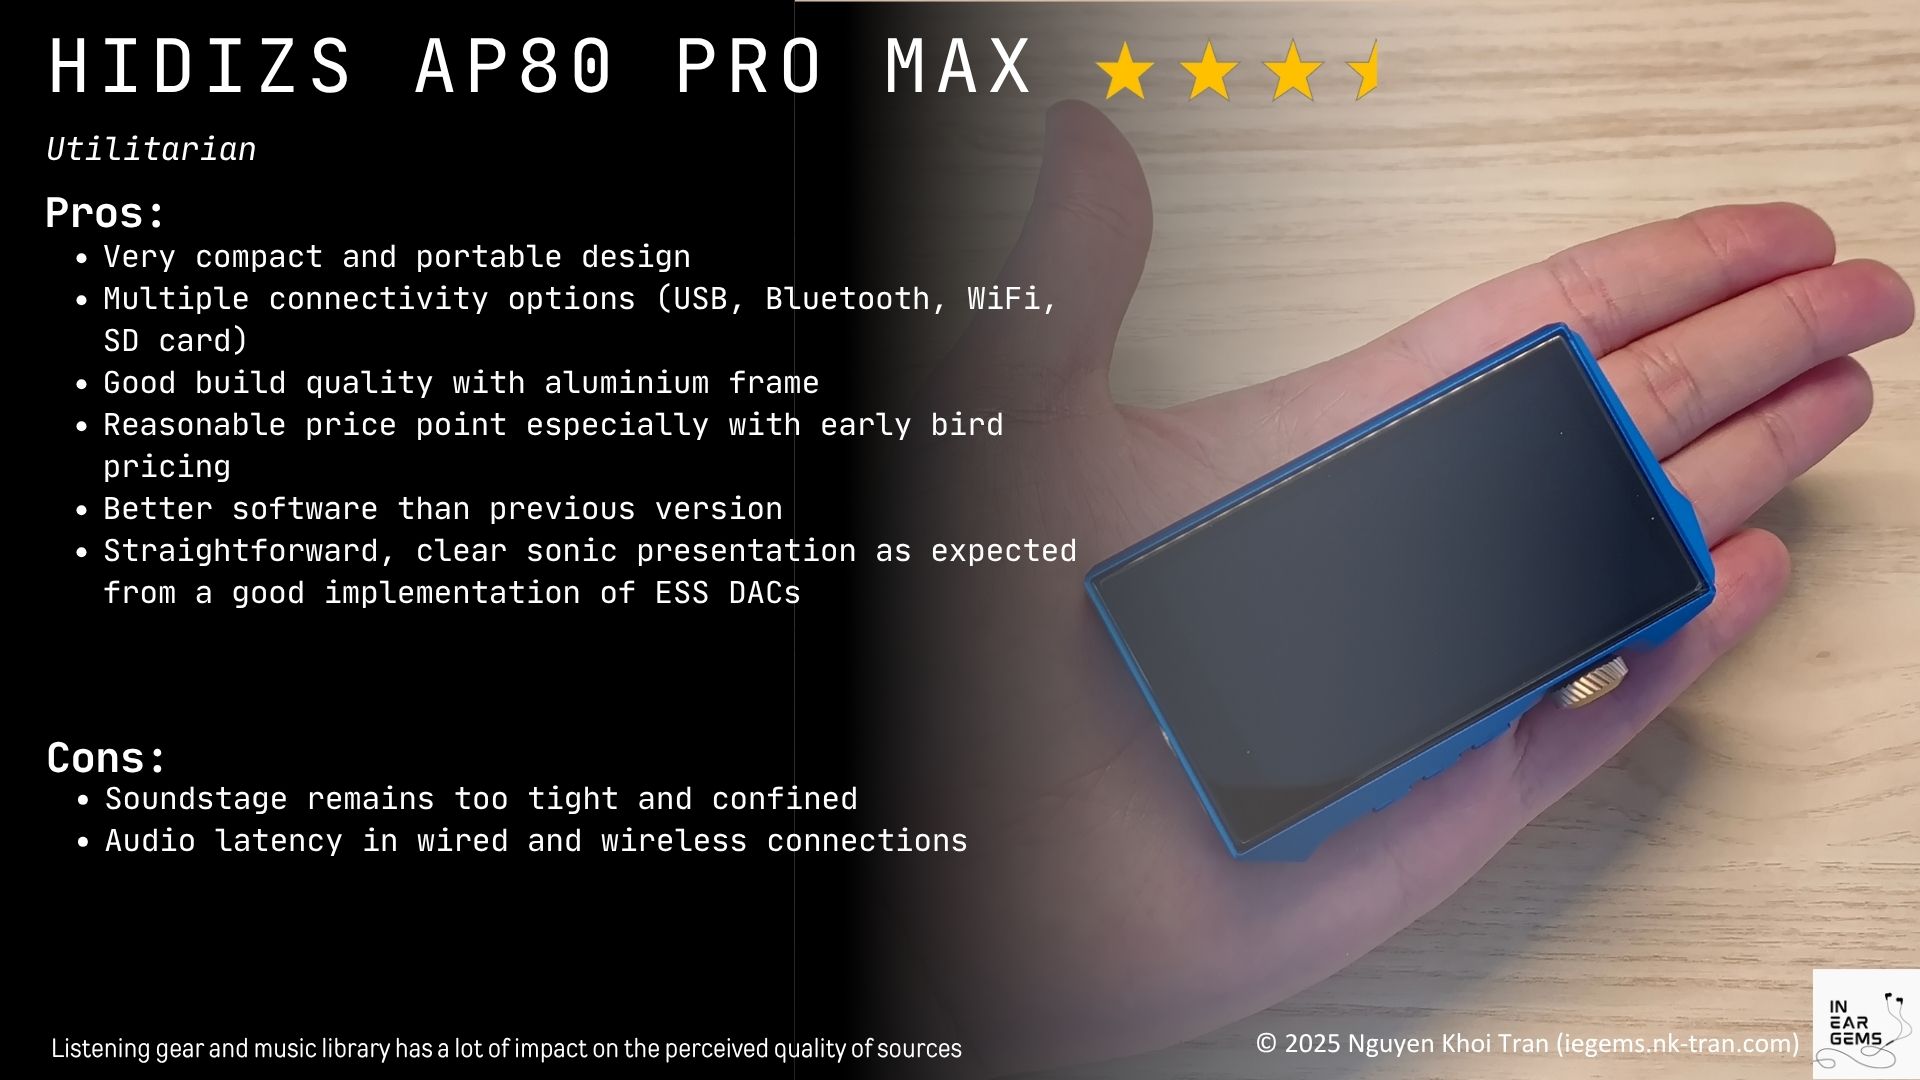 HIDIZS AP80 PRO MAX
Utilitarian
Pros:
• Very compact and portable design
• Multiple connectivity options (USB, Bluetooth, WiFi,
SD card)
• Good build quality with aluminium frame
• Reasonable price point especially with early bird
pricing
• Better software than previous version
• Straightforward, clear sonic presentation as expected
from a good implementation of ESS DACs
Cons:
• Soundstage remains too tight and confined
• Audio latency in wired and wireless connections
Listening gear and music library has a lot of impact on the perceived quality of sources
© 2025 Nguyen Khoi Tran (iegems.nk-tran.com)
IN
EAR
GEMS